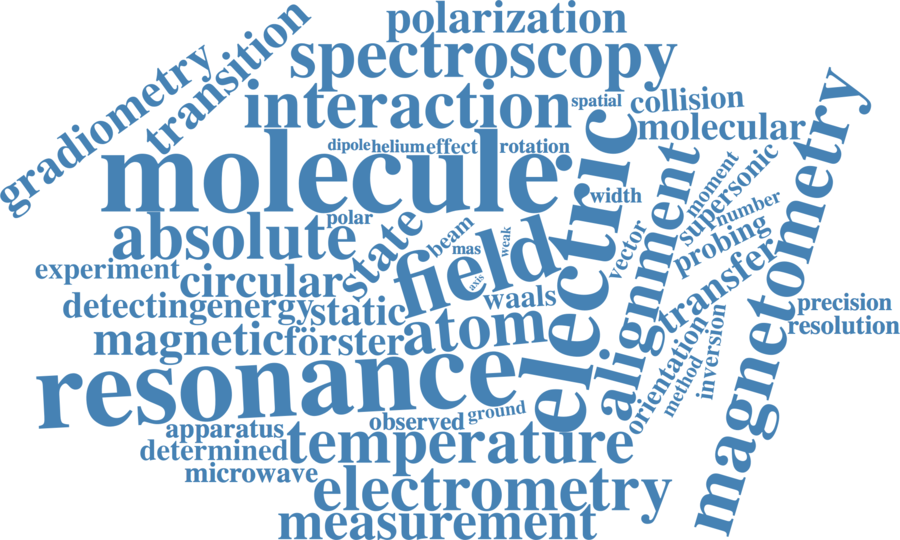 polarization
spectroscopy
transition
gradiometry
interaction
spatial
collision
molecular
molecule
dipole
helium
effect
rotation
electric
magnetometry
alignment
moment
supersonic
number
probing
width
vector
absolute
polar
state
beam
mas
weak
axis
field
waals
transfer
experiment
circular
detecting
energy
static
precision
resolution
magnetic
förster
atom
orientation
method
inversion
resonance
observed
ground
apparatus
determined
temperature
microwave
electrometry
measurement